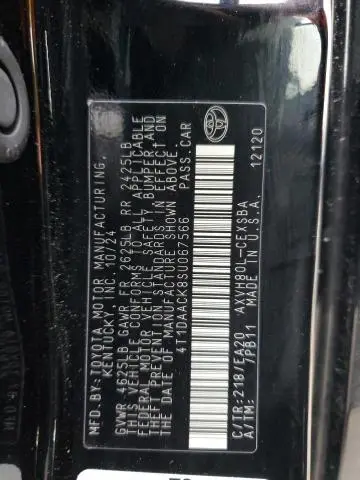 MFD.BY:TOYOTA MOTOR MANUFACTURING,
KENTUCKY, INC. 10/24
GVWR 4625LB GAWR FR 2625LB RR 2425LB
THIS VEHICLE CONFORMS TO ALL APPLICABLE
FEDERAL MOTOR VEHICLE SAFETY, BUMPER, AND
THEFT PREVENTION STANDARDS IN EFFECT ON
THE DATE OF MANUFACTURE SHOWN ABOVE.
4T1DAACK8SU067566 PASS.CAR
C/TR:218/EA20 AXVH80L-CEXSBA
A/TM: /PB11 MADE IN U.S.A.
12120